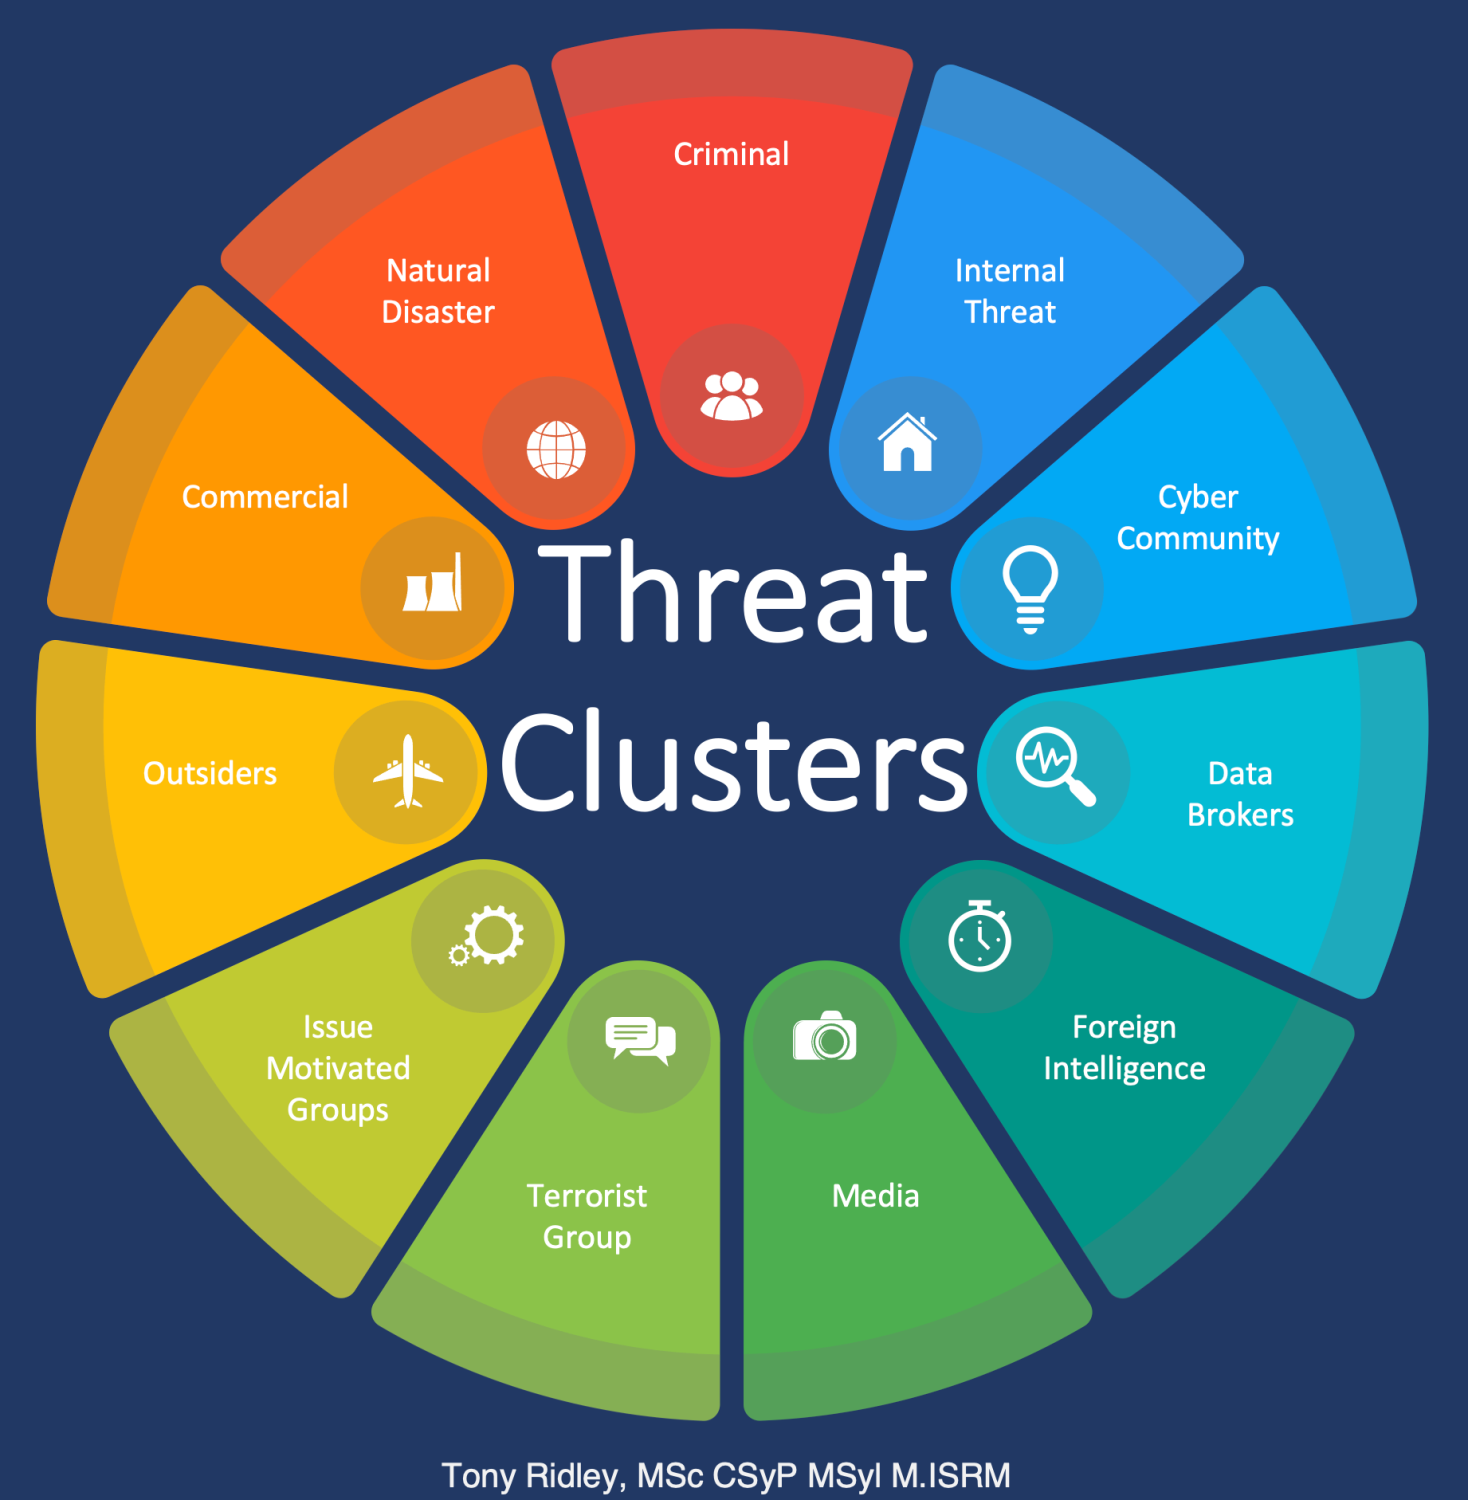 Criminal
Internal
Threat
Cyber
Community
Data
Brokers
Foreign
Intelligence
Media
Terrorist
Group
Issue
Motivated
Groups
Outsiders
Commercial
Natural
Disaster
Threat
Clusters
Tony Ridley, MSc CSyP MSyI M.ISRM